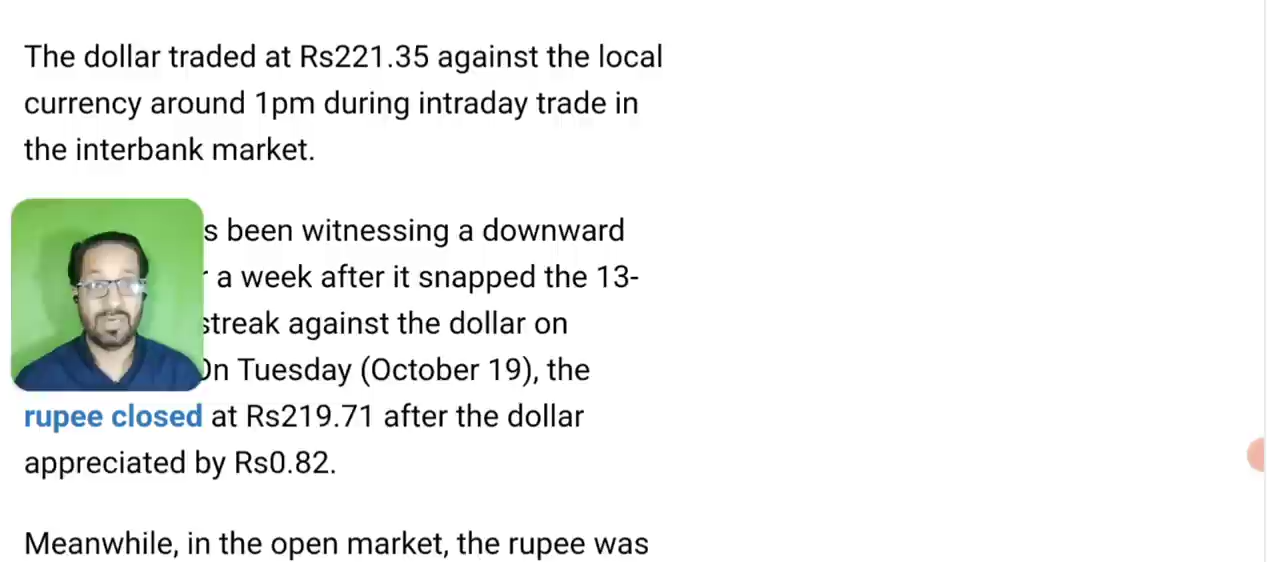 The dollar traded at Rs221.35 against the local
currency around 1pm during intraday trade in
the interbank market.
been witnessing a downward
a week after it snapped the 13-
streak against the dollar on
On Tuesday (October 19), the
rupee closed at Rs219.71 after the dollar
appreciated by Rs0.82.
Meanwhile, in the open market, the rupee was